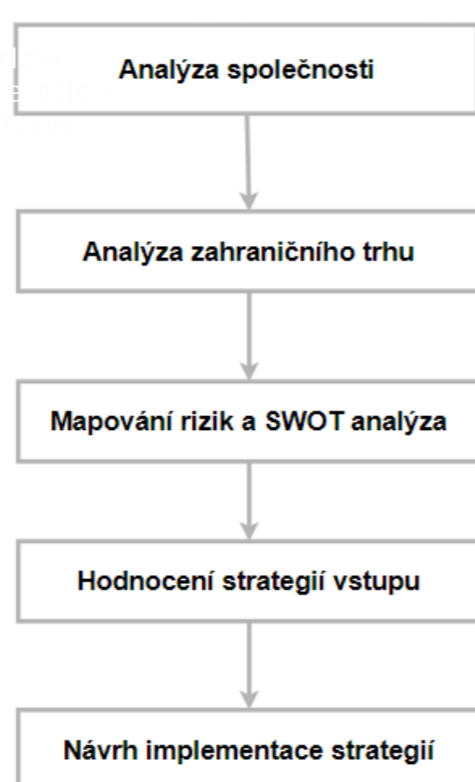 Analýza společnosti
Analýza zahraničního trhu
Mapování rizik a SWOT analýza
Hodnocení strategií vstupu
Návrh implementace strategií